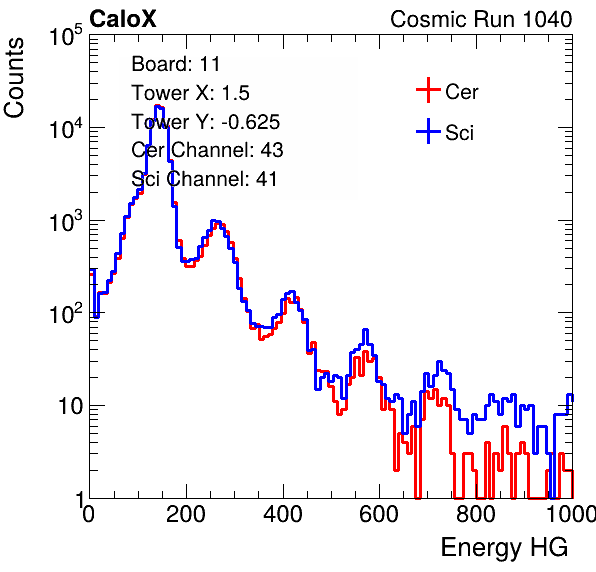 CaloX
Cosmic Run 1040
Counts
Board: 11
Tower X: 1.5
Tower Y: -0.625
Cer Channel: 43
Sci Channel: 41
Cer
Sci
10^5
10^4
10^3
10^2
10
1
0 200 400 600 800 1000
Energy HG